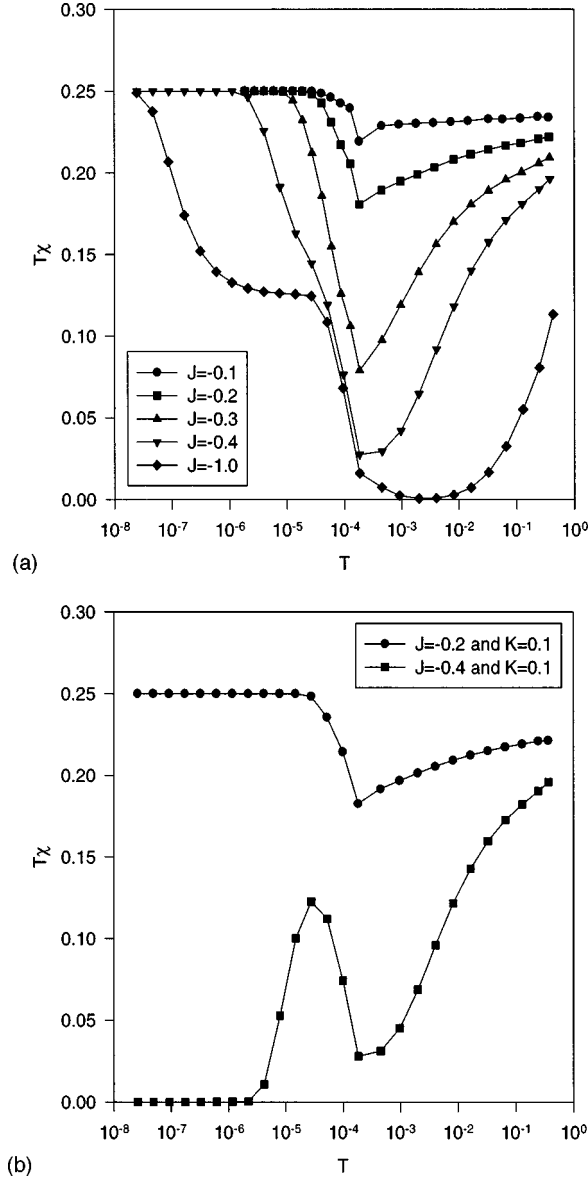 0.30
0.25
0.20
0.15
0.10
0.05
0.00
Tχ
J=-0.1
J=-0.2
J=-0.3
J=-0.4
J=-1.0
10⁻⁸ 10⁻⁷ 10⁻⁶ 10⁻⁵ 10⁻⁴ 10⁻³ 10⁻² 10⁻¹ 10⁰
(a)
T
0.30
0.25
0.20
0.15
0.10
0.05
0.00
Tχ
J=-0.2 and K=0.1
J=-0.4 and K=0.1
10⁻⁸ 10⁻⁷ 10⁻⁶ 10⁻⁵ 10⁻⁴ 10⁻³ 10⁻² 10⁻¹ 10⁰
(b)
T